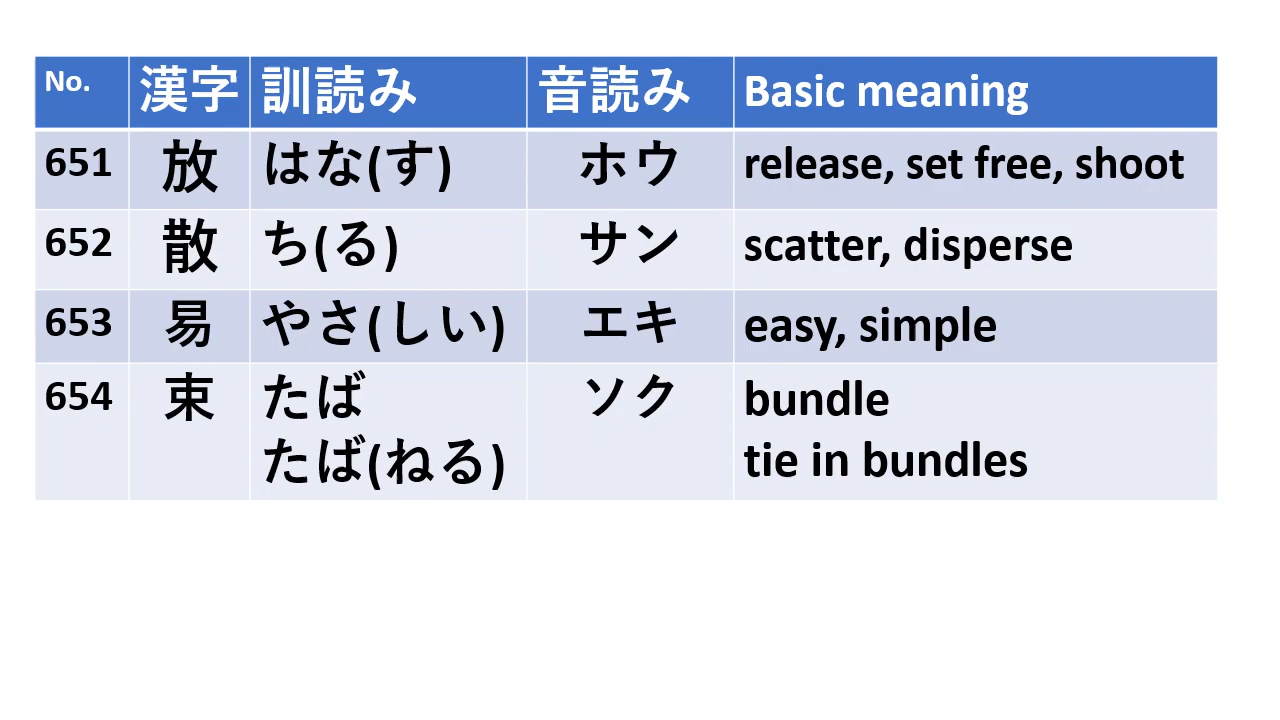 No. 漢字 訓読み 音読み Basic meaning
651 放 はな(す) ホウ release, set free, shoot
652 散 ち(る) サン scatter, disperse
653 易 やさ(しい) エキ easy, simple
654 束 たば ソク bundle
たば(ねる) tie in bundles